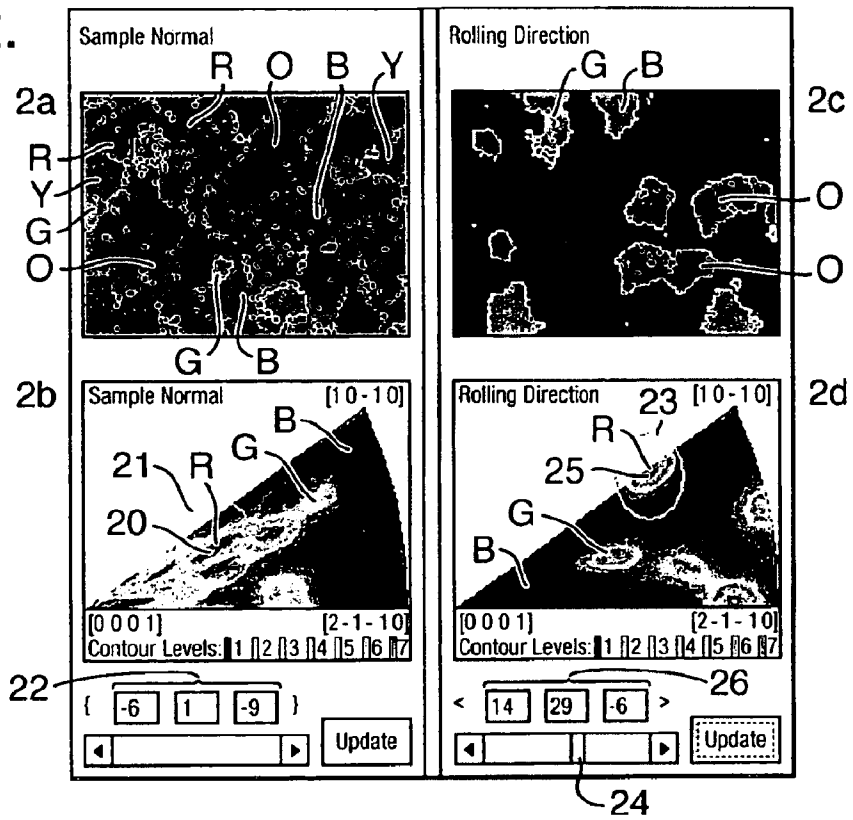 Sample Normal
R O B Y
2a
R
Y
G
O
G B
2b
Sample Normal [1 0 -1 0]
B
G
21
R
20
[0 0 0 1] [2 -1 -1 0]
Contour Levels: 1 2 3 4 5 6 7
22
{ -6 1 -9 }
Update
Rolling Direction
G B
2c
O
O
Rolling Direction [1 0 -1 0]
2d
23
R
25
G
B
[0 0 0 1] [2 -1 -1 0]
Contour Levels: 1 2 3 4 5 6 7
26
< 14 29 -6 >
Update
24